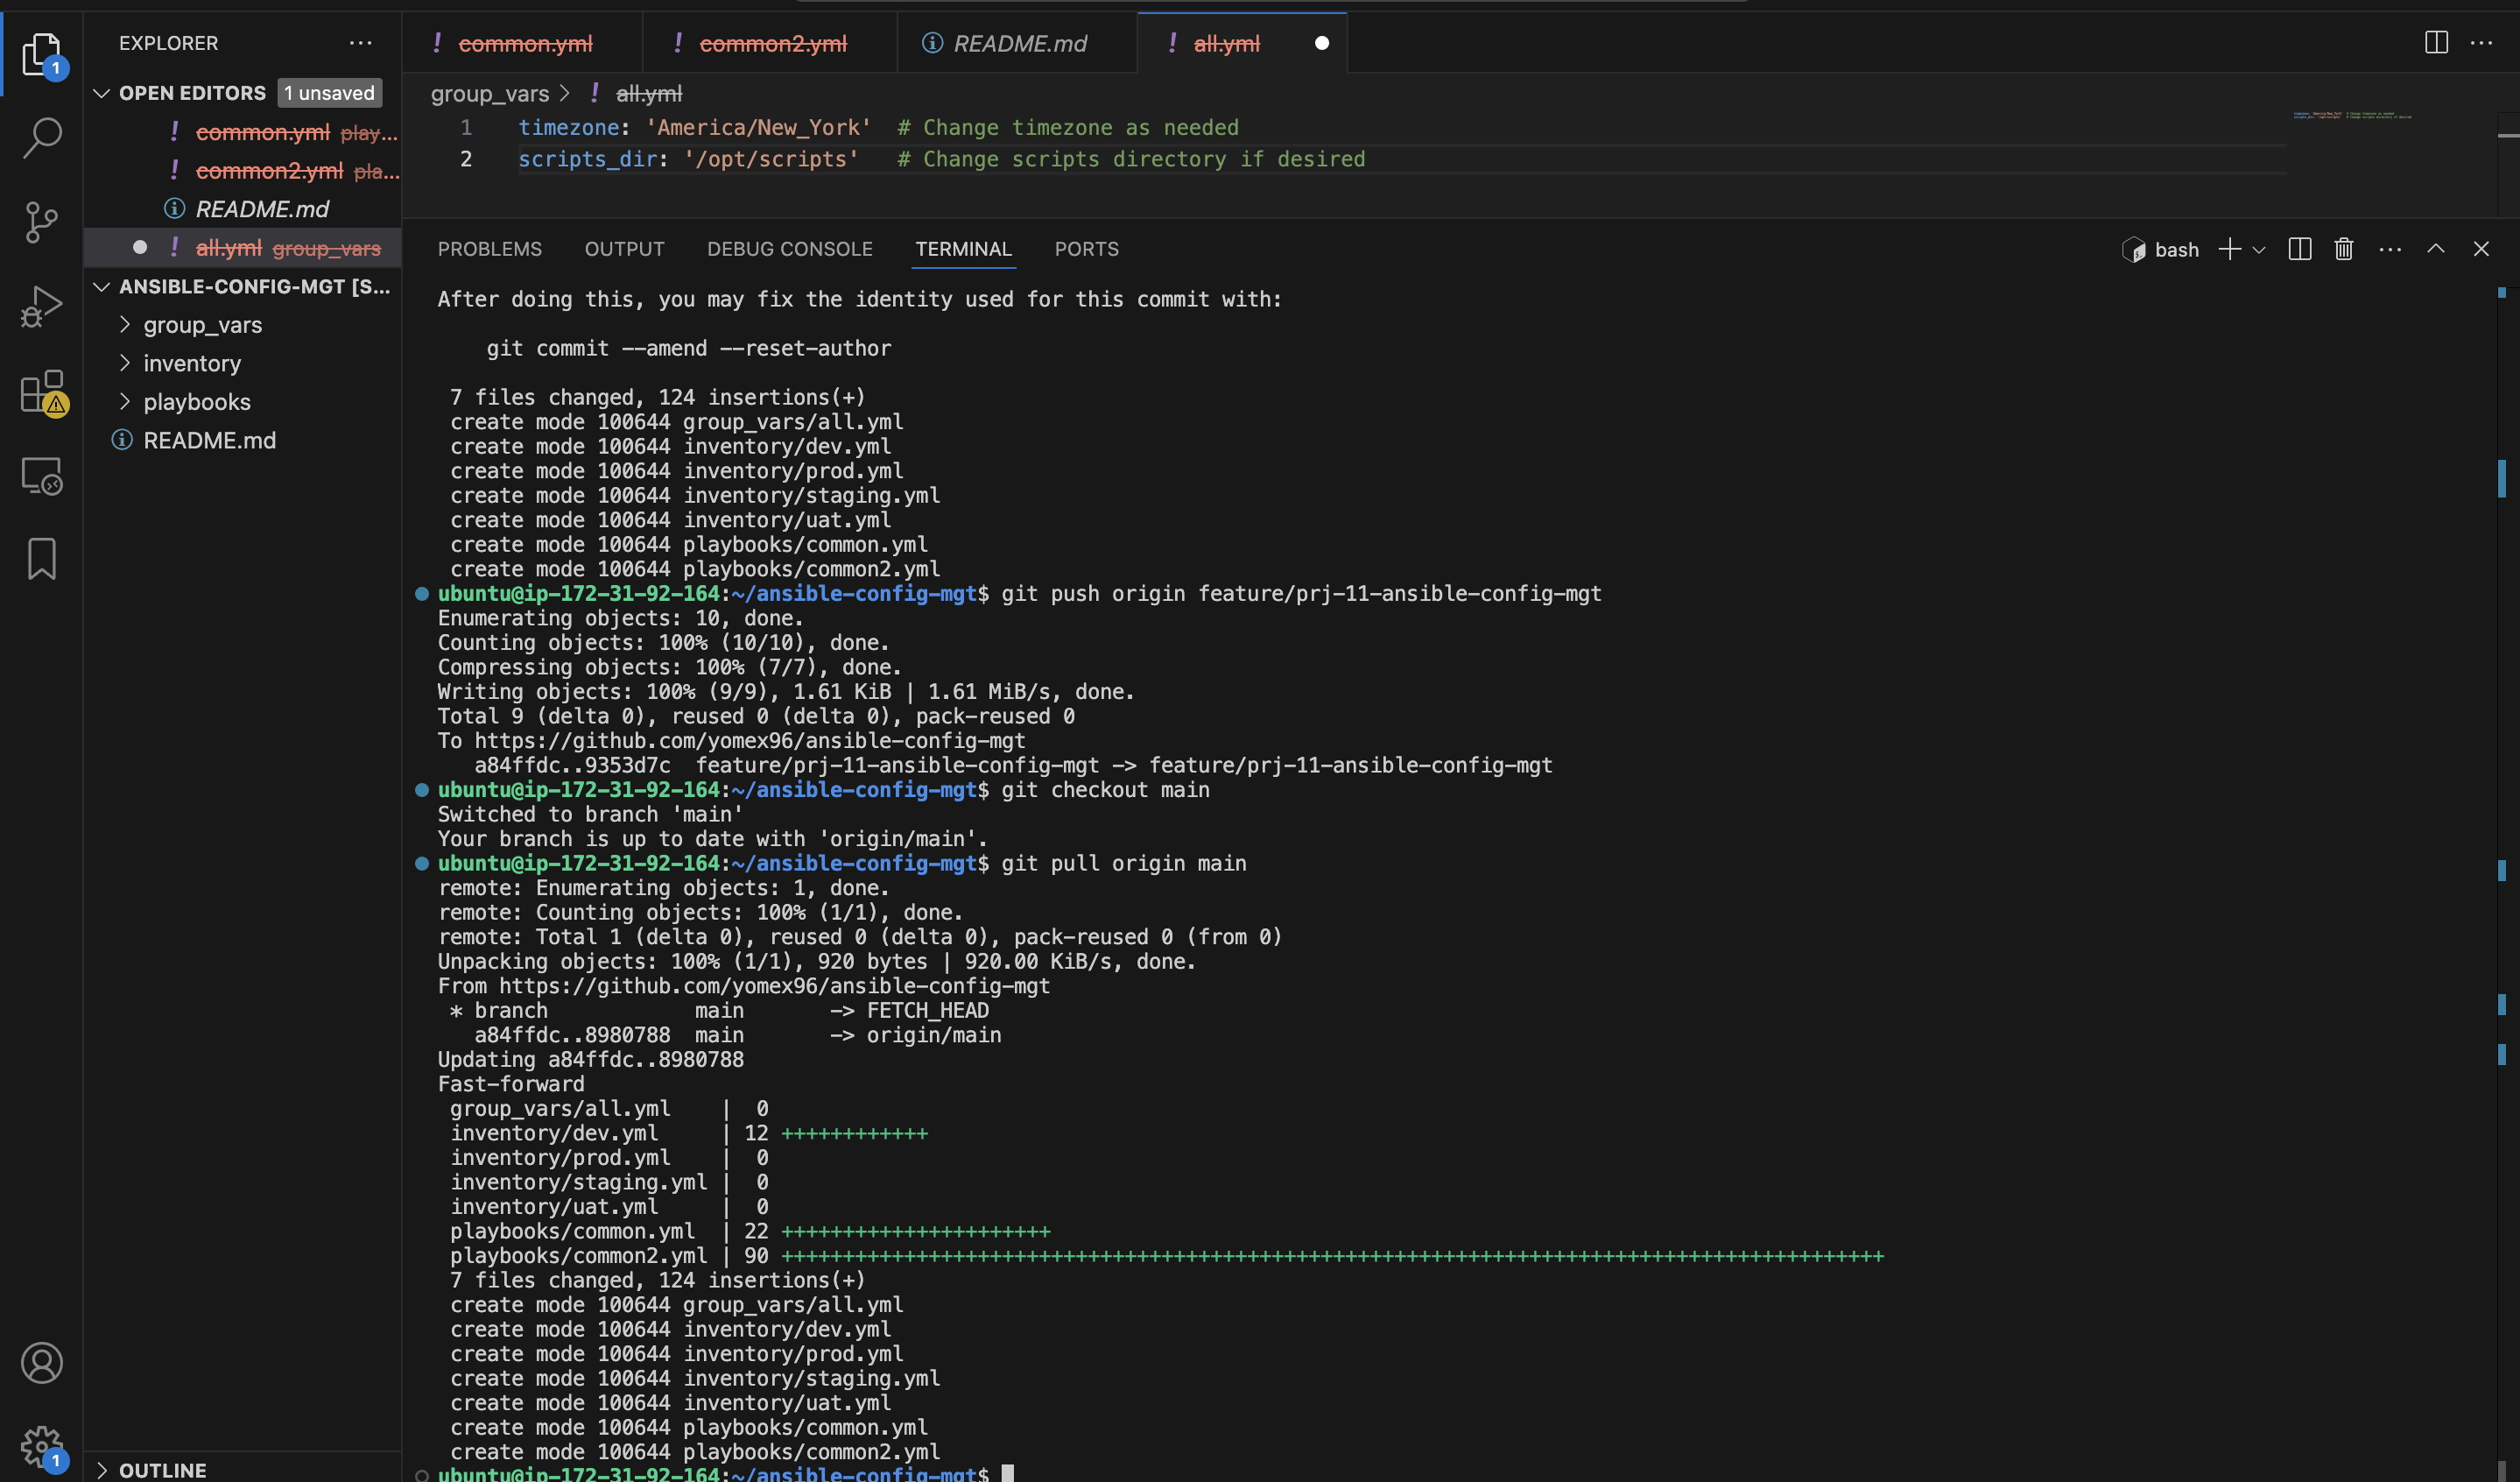 EXPLORER
OPEN EDITORS 1 unsaved
! common.yml play...
! common2.yml pla...
README.md
! all.yml group_vars
ANSIBLE-CONFIG-MGT [S...
group_vars
inventory
playbooks
README.md
OUTLINE
1
1
! common.yml
! common2.yml
README.md
! all.yml
group_vars > ! all.yml
1 timezone: 'America/New_York'  # Change timezone as needed
2 scripts_dir: '/opt/scripts'   # Change scripts directory if desired
PROBLEMS OUTPUT DEBUG CONSOLE TERMINAL PORTS
bash
After doing this, you may fix the identity used for this commit with:
git commit --amend --reset-author
7 files changed, 124 insertions(+)
create mode 100644 group_vars/all.yml
create mode 100644 inventory/dev.yml
create mode 100644 inventory/prod.yml
create mode 100644 inventory/staging.yml
create mode 100644 inventory/uat.yml
create mode 100644 playbooks/common.yml
create mode 100644 playbooks/common2.yml
ubuntu@ip-172-31-92-164:~/ansible-config-mgt$ git push origin feature/prj-11-ansible-config-mgt
Enumerating objects: 10, done.
Counting objects: 100% (10/10), done.
Compressing objects: 100% (7/7), done.
Writing objects: 100% (9/9), 1.61 KiB | 1.61 MiB/s, done.
Total 9 (delta 0), reused 0 (delta 0), pack-reused 0
To https://github.com/yomex96/ansible-config-mgt
a84ffdc..9353d7c  feature/prj-11-ansible-config-mgt -> feature/prj-11-ansible-config-mgt
ubuntu@ip-172-31-92-164:~/ansible-config-mgt$ git checkout main
Switched to branch 'main'
Your branch is up to date with 'origin/main'.
ubuntu@ip-172-31-92-164:~/ansible-config-mgt$ git pull origin main
remote: Enumerating objects: 1, done.
remote: Counting objects: 100% (1/1), done.
remote: Total 1 (delta 0), reused 0 (delta 0), pack-reused 0 (from 0)
Unpacking objects: 100% (1/1), 920 bytes | 920.00 KiB/s, done.
From https://github.com/yomex96/ansible-config-mgt
* branch            main       -> FETCH_HEAD
a84ffdc..8980788  main       -> origin/main
Updating a84ffdc..8980788
Fast-forward
group_vars/all.yml    |  0
inventory/dev.yml     | 12 ++++++++++++
inventory/prod.yml    |  0
inventory/staging.yml |  0
inventory/uat.yml     |  0
playbooks/common.yml  | 22 ++++++++++++++++++++++
playbooks/common2.yml | 90 ++++++++++++++++++++++++++++++++++++++++++++++++++++++++++++++++++++++++++++++++++++++++++
7 files changed, 124 insertions(+)
create mode 100644 group_vars/all.yml
create mode 100644 inventory/dev.yml
create mode 100644 inventory/prod.yml
create mode 100644 inventory/staging.yml
create mode 100644 inventory/uat.yml
create mode 100644 playbooks/common.yml
create mode 100644 playbooks/common2.yml
ubuntu@ip-172-31-92-164:~/ansible-config-mgt$